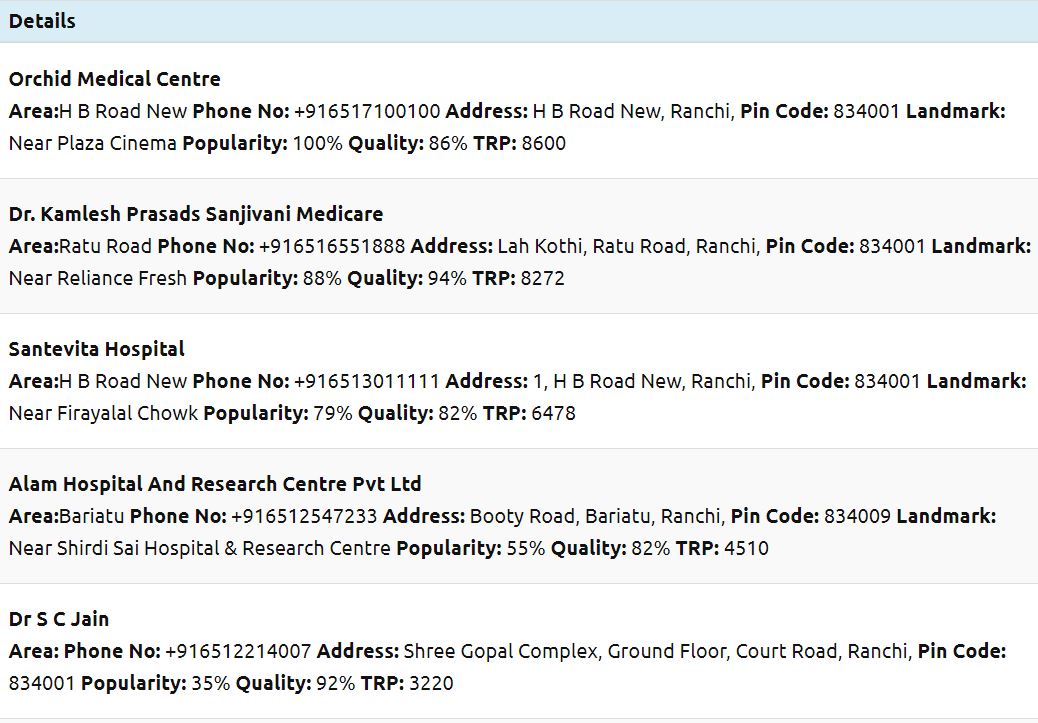 Details
Orchid Medical Centre
Area:H B Road New Phone No: +916517100100 Address: H B Road New, Ranchi, Pin Code: 834001 Landmark:
Near Plaza Cinema Popularity: 100% Quality: 86% TRP: 8600
Dr. Kamlesh Prasads Sanjivani Medicare
Area:Ratu Road Phone No: +916516551888 Address: Lah Kothi, Ratu Road, Ranchi, Pin Code: 834001 Landmark:
Near Reliance Fresh Popularity: 88% Quality: 94% TRP: 8272
Santevita Hospital
Area:H B Road New Phone No: +916513011111 Address: 1, H B Road New, Ranchi, Pin Code: 834001 Landmark:
Near Firayalal Chowk Popularity: 79% Quality: 82% TRP: 6478
Alam Hospital And Research Centre Pvt Ltd
Area:Bariatu Phone No: +916512547233 Address: Booty Road, Bariatu, Ranchi, Pin Code: 834009 Landmark:
Near Shirdi Sai Hospital & Research Centre Popularity: 55% Quality: 82% TRP: 4510
Dr S C Jain
Area: Phone No: +916512214007 Address: Shree Gopal Complex, Ground Floor, Court Road, Ranchi, Pin Code:
834001 Popularity: 35% Quality: 92% TRP: 3220